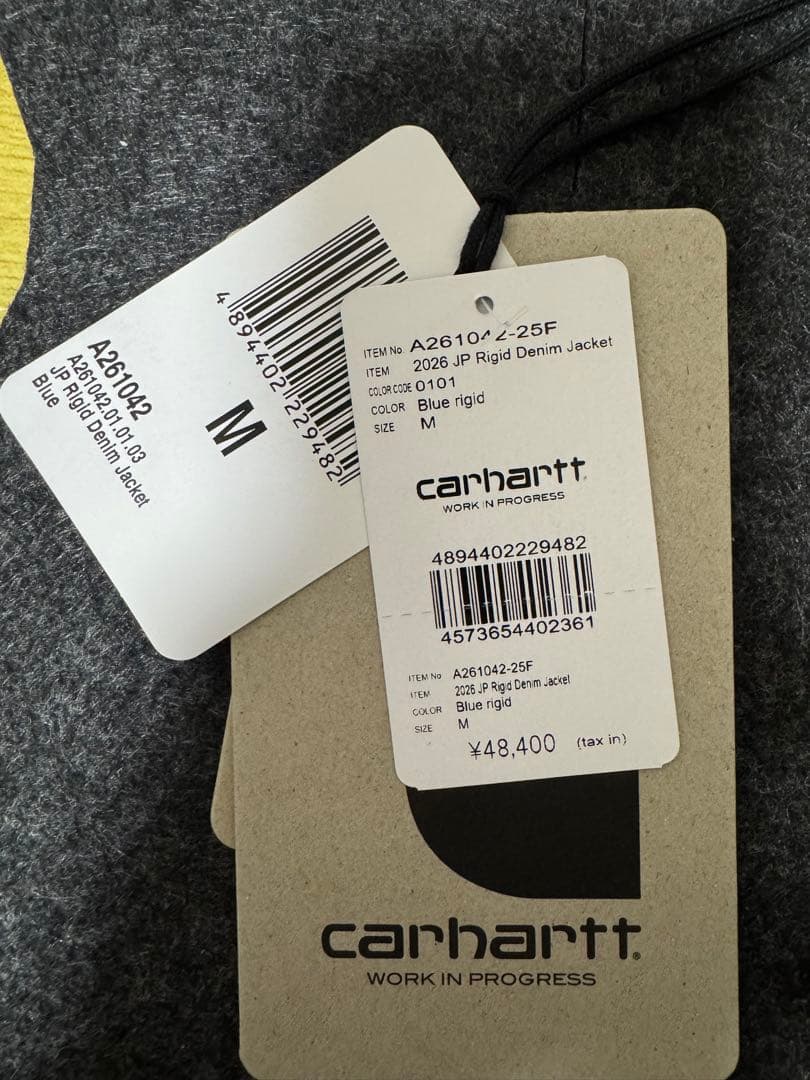 4894402229482
A261042
A261042.01.01.03
JP Rigid Denim Jacket
Blue
M
ITEM No. A261042-25F
ITEM 2026 JP Rigid Denim Jacket
COLOR CODE 0101
COLOR Blue rigid
SIZE M
carhartt
WORK IN PROGRESS
4894402229482
4573654402361
ITEM No A261042-25F
ITEM 2026 JP Rigid Denim Jacket
COLOR Blue rigid
SIZE M
¥48,400 (tax in)
carhartt®
WORK IN PROGRESS